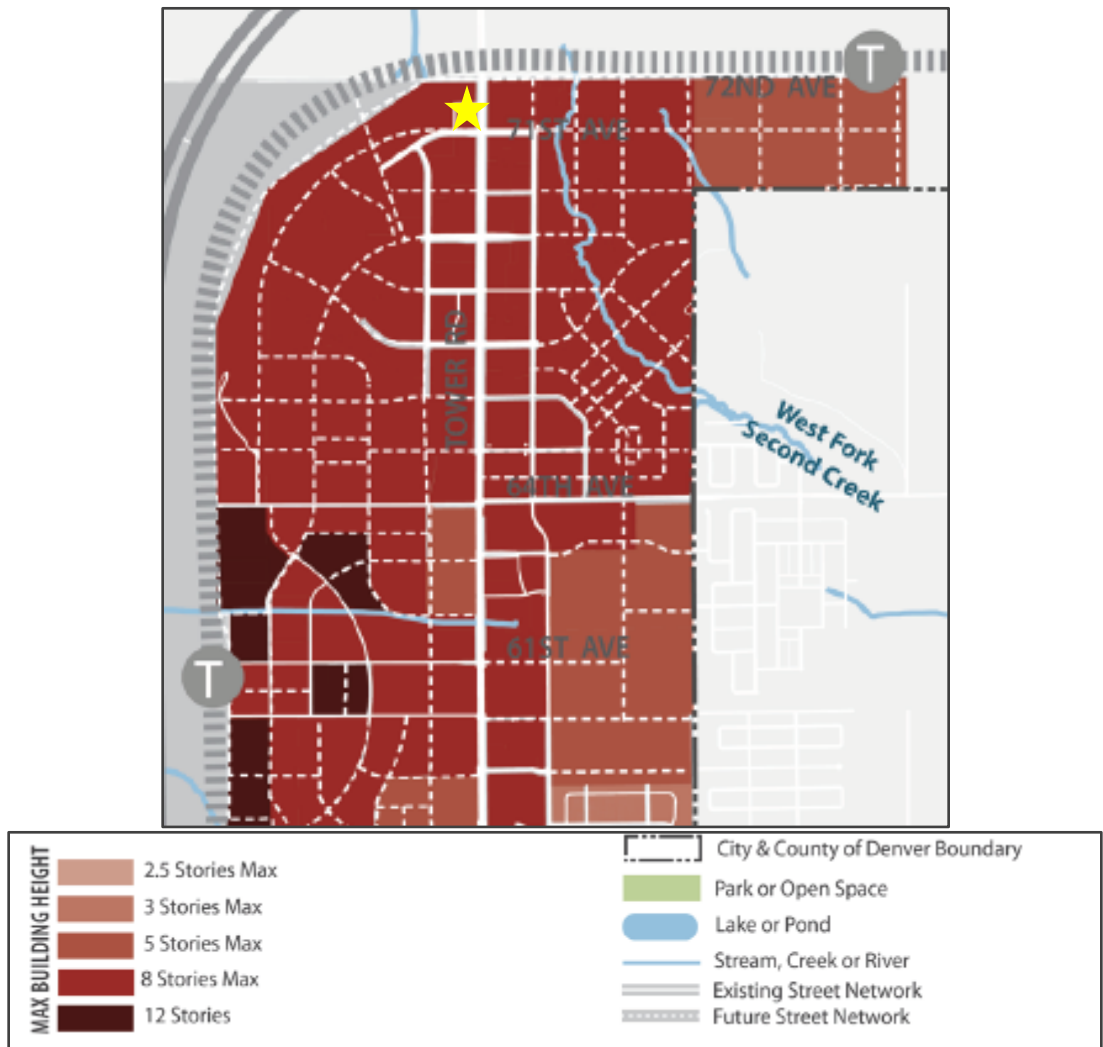 T
72ND AVE
71ST AVE
TOWER RD
West Fork
Second Creek
64TH AVE
61ST AVE
T
MAX BUILDING HEIGHT
2.5 Stories Max
3 Stories Max
5 Stories Max
8 Stories Max
12 Stories
City & County of Denver Boundary
Park or Open Space
Lake or Pond
Stream, Creek or River
Existing Street Network
Future Street Network